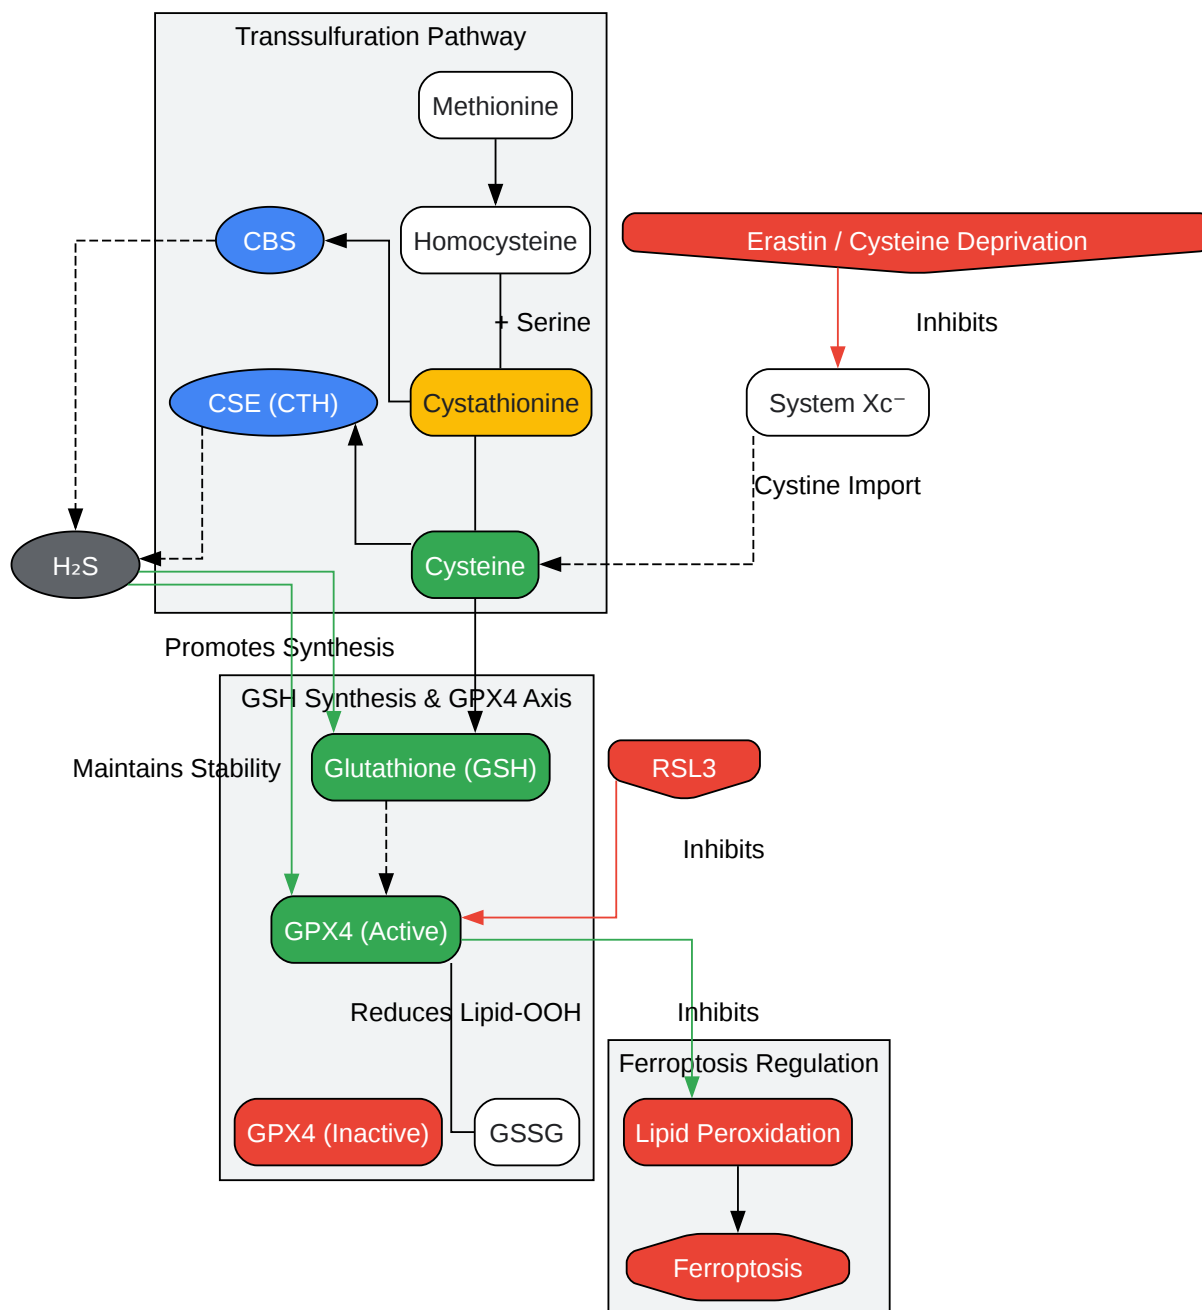 Transsulfuration Pathway
Methionine
CBS
Homocysteine
Erastin / Cysteine Deprivation
+ Serine
Inhibits
CSE (CTH)
Cystathionine
System Xc⁻
Cystine Import
H₂S
Cysteine
Promotes Synthesis
GSH Synthesis & GPX4 Axis
Maintains Stability
Glutathione (GSH)
RSL3
Inhibits
GPX4 (Active)
Reduces Lipid-OOH
Inhibits
Ferroptosis Regulation
GPX4 (Inactive)
GSSG
Lipid Peroxidation
Ferroptosis